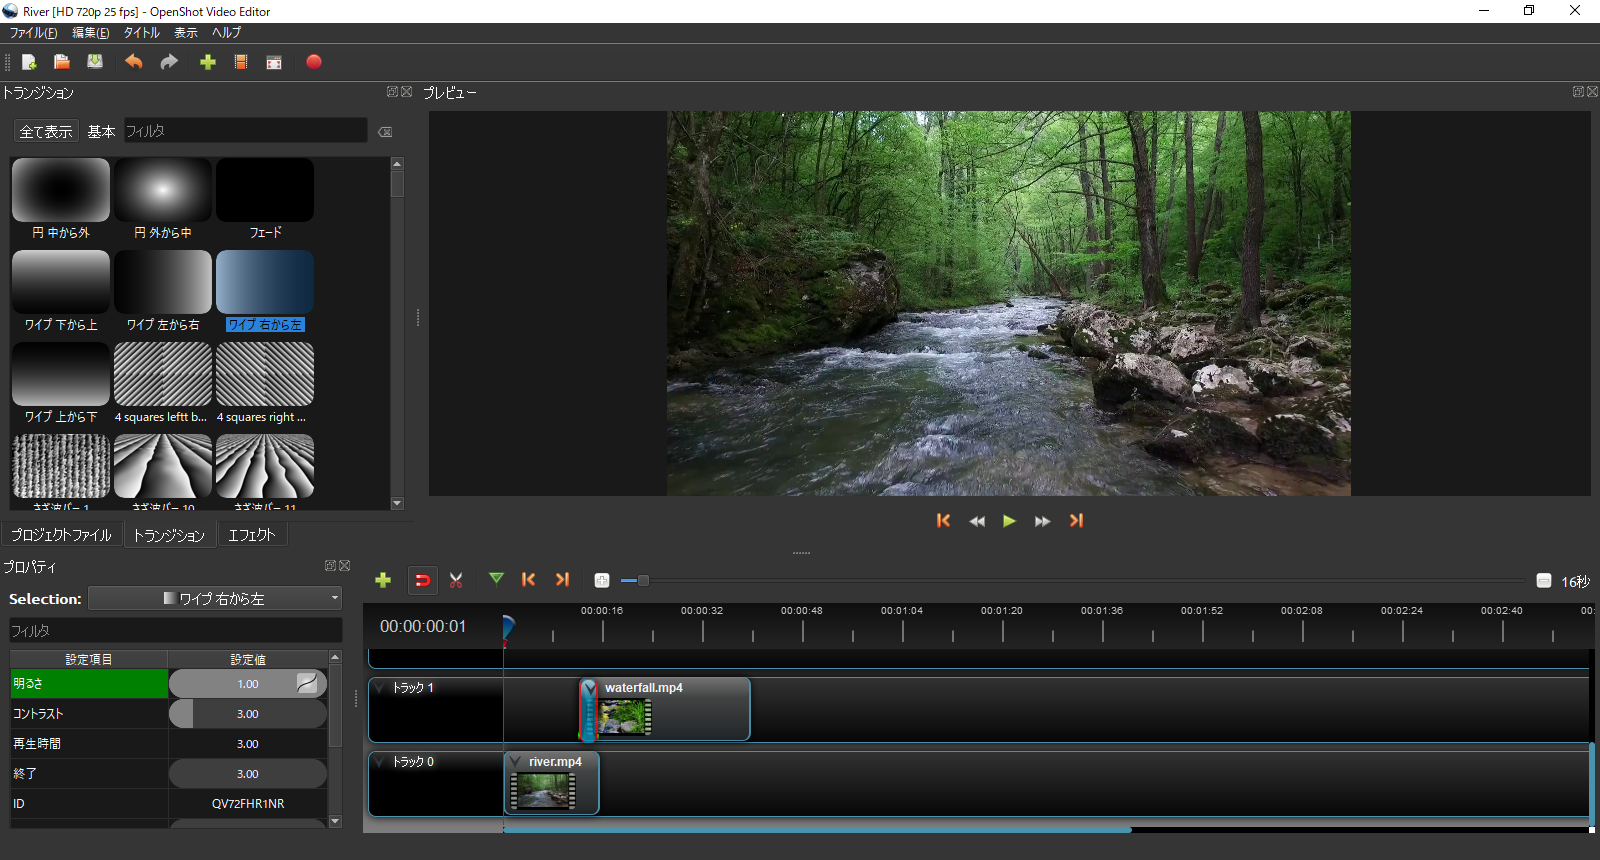 River [HD 720p 25 fps] - OpenShot Video Editor
ファイル(F) 編集(E) タイトル 表示 ヘルプ
トランジション
プレビュー
全て表示 基本 フィルタ
円 中から外 円 外から中 フェード
ワイプ 下から上 ワイプ 左から右 ワイプ 右から左
ワイプ 上から下 4 squares leftt b... 4 squares right ...
さざ波バー 1 さざ波バー 10 さざ波バー 11
プロジェクトファイル トランジション エフェクト
プロパティ
Selection: ワイプ 右から左
フィルタ
設定項目 設定値
明るさ 1.00
コントラスト 3.00
再生時間 3.00
終了 3.00
ID QV72FHR1NR
16秒
00:00:00:01
00:00:16 00:00:32 00:00:48 00:01:04 00:01:20 00:01:36 00:01:52 00:02:08 00:02:24 00:02:40 00:
トラック 1
waterfall.mp4
トラック 0
river.mp4